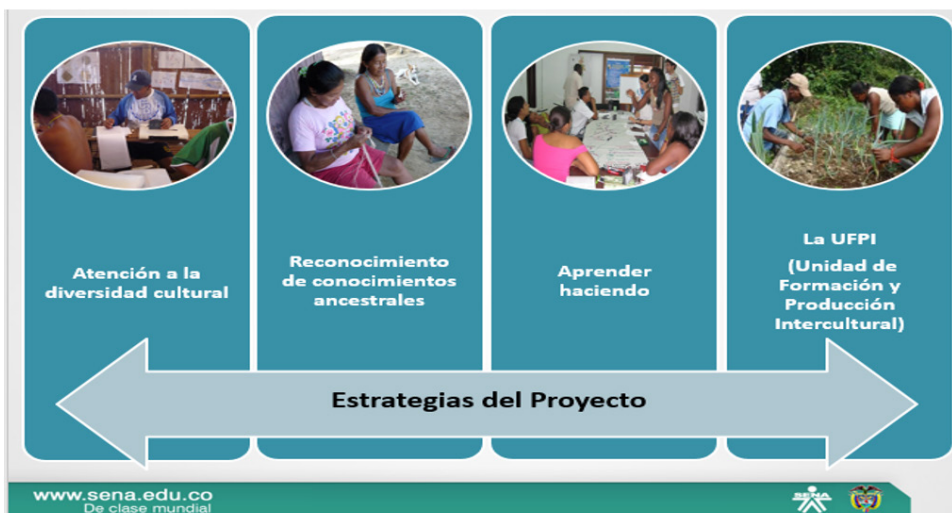 Atención a la
diversidad cultural
Reconocimiento
de conocimientos
ancestrales
Aprender
haciendo
La UFPI
(Unidad de
Formación y
Producción
Intercultural)
Estrategias del Proyecto
www.sena.edu.co
De clase mundial
SENA